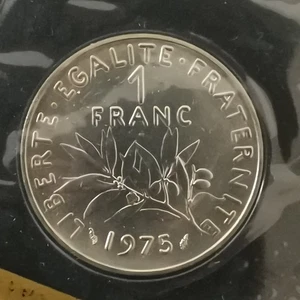 LIBERTE · EGALITE · FRATERNITE
1
FRANC
1975